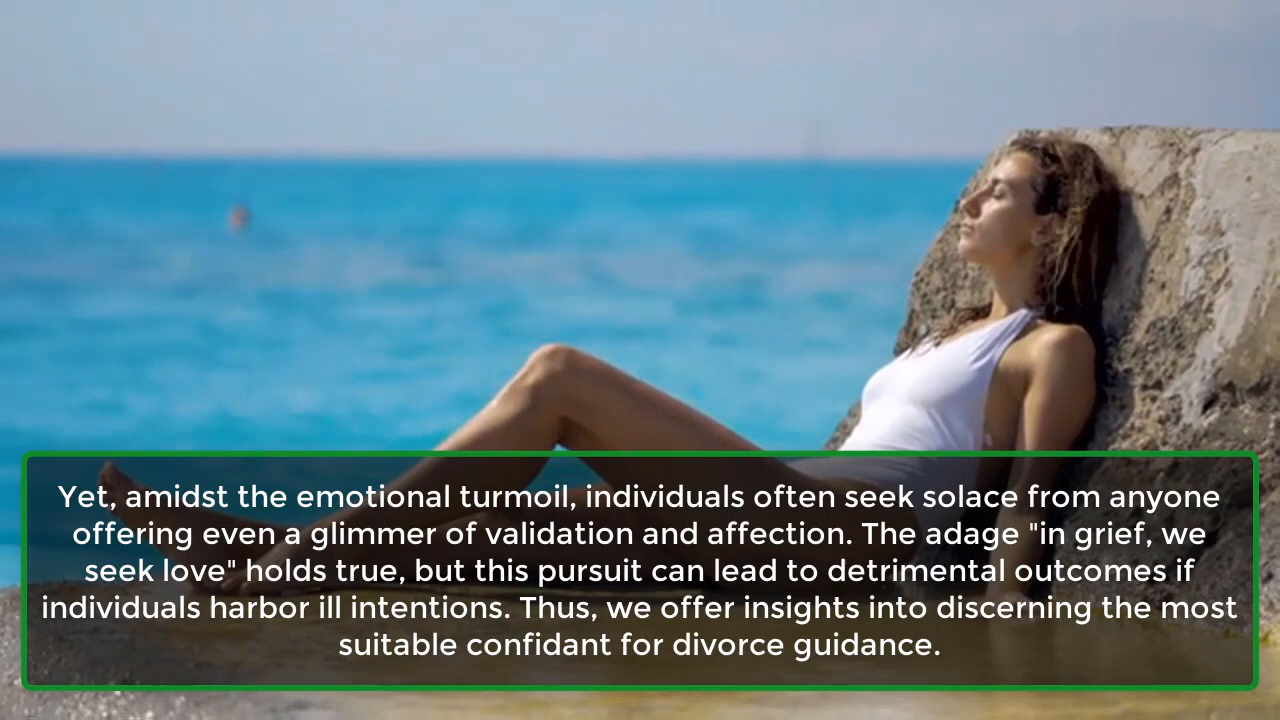 Yet, amidst the emotional turmoil, individuals often seek solace from anyone
offering even a glimmer of validation and affection. The adage "in grief, we
seek love" holds true, but this pursuit can lead to detrimental outcomes if
individuals harbor ill intentions. Thus, we offer insights into discerning the most
suitable confidant for divorce guidance.